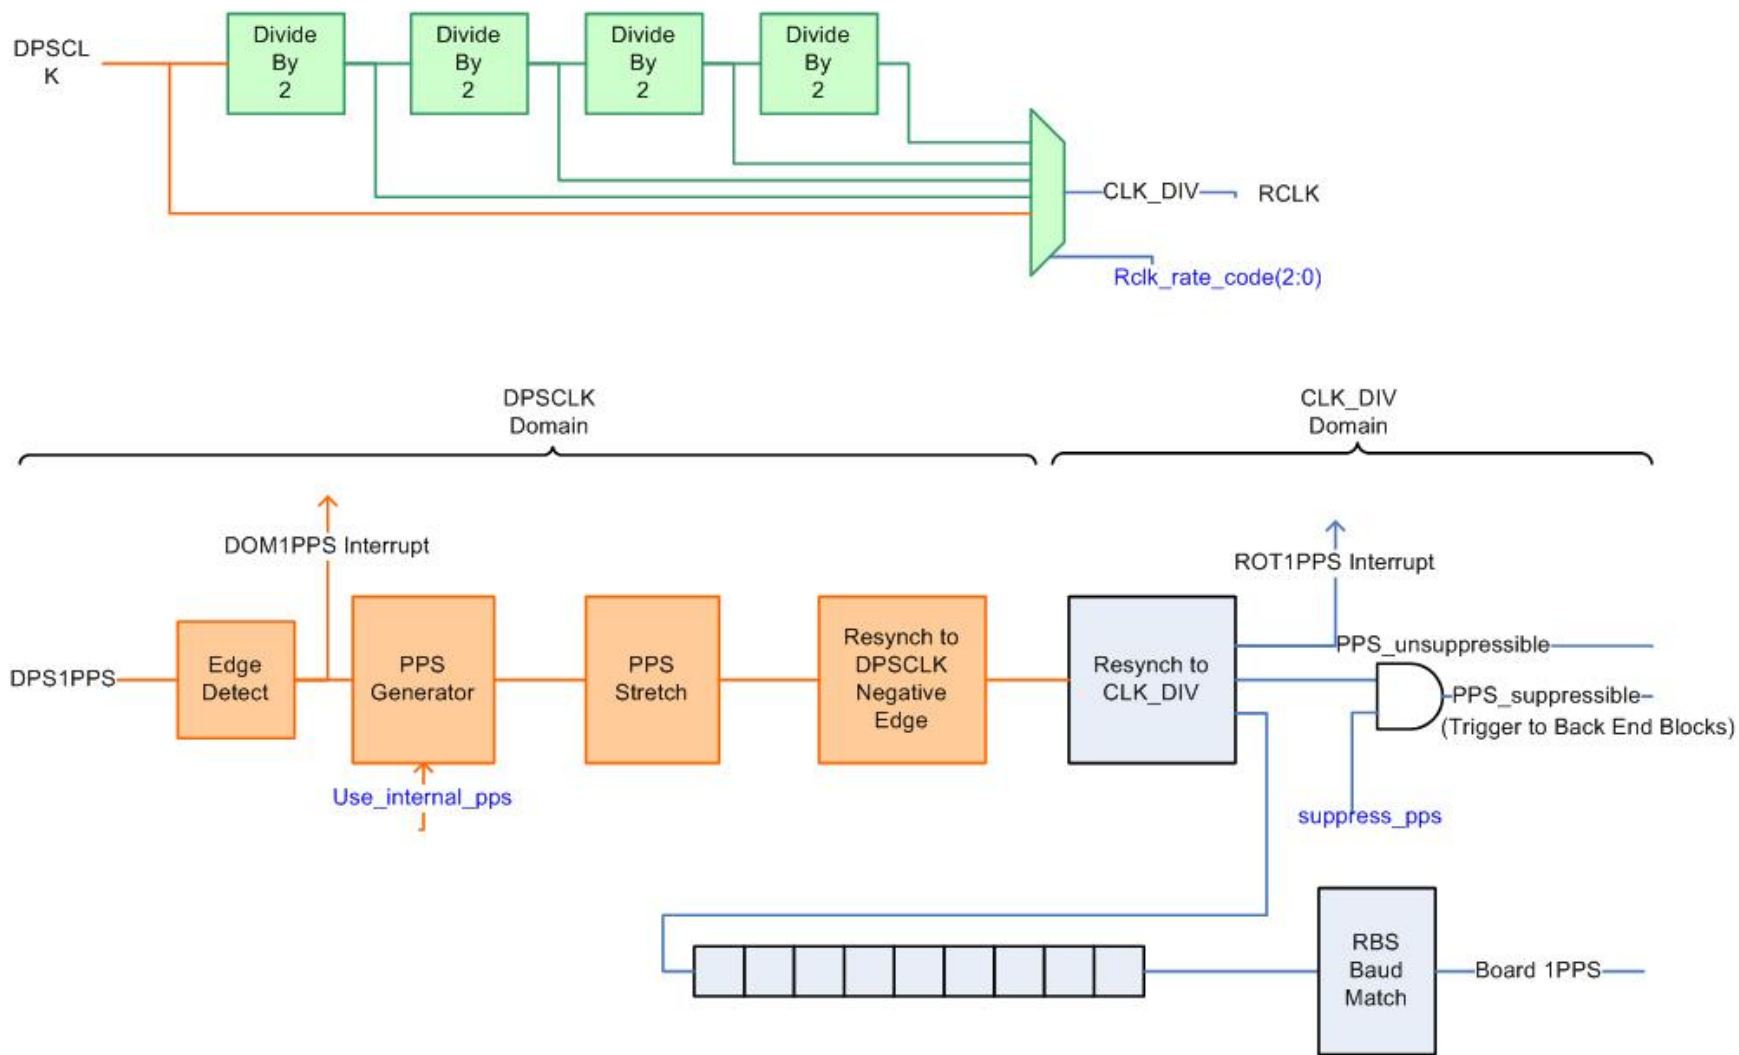 DPSCL
K
Divide
By
2
Divide
By
2
Divide
By
2
Divide
By
2
CLK_DIV
RCLK
Rclk_rate_code(2:0)
DPSCLK
Domain
CLK_DIV
Domain
DOM1PPS Interrupt
ROT1PPS Interrupt
DPS1PPS
Edge
Detect
PPS
Generator
PPS
Stretch
Resynch to
DPSCLK
Negative
Edge
Resynch to
CLK_DIV
PPS_unsuppressible
PPS_suppressible
(Trigger to Back End Blocks)
Use_internal_pps
suppress_pps
RBS
Baud
Match
Board 1PPS